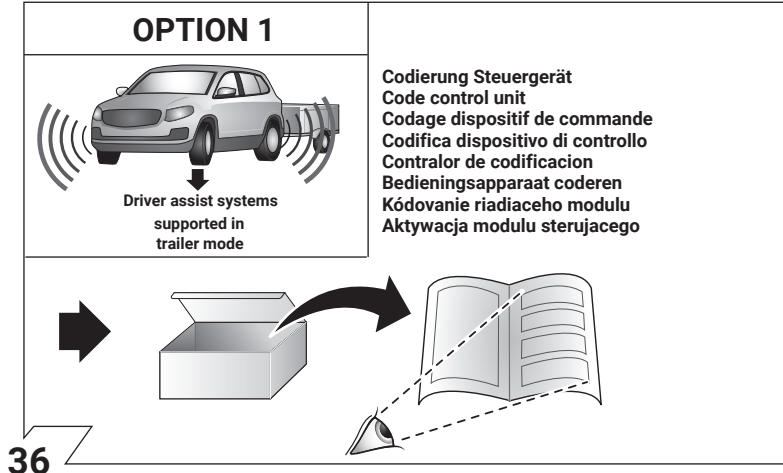 OPTION 1
Driver assist systems
supported in
trailer mode
Codierung Steuergerät
Code control unit
Codage dispositif de commande
Codifica dispositivo di controllo
Contralor de codificacion
Bedieningsapparaat coderen
Kódovanie riadiaceho modulu
Aktywacja modulu sterujacego
36